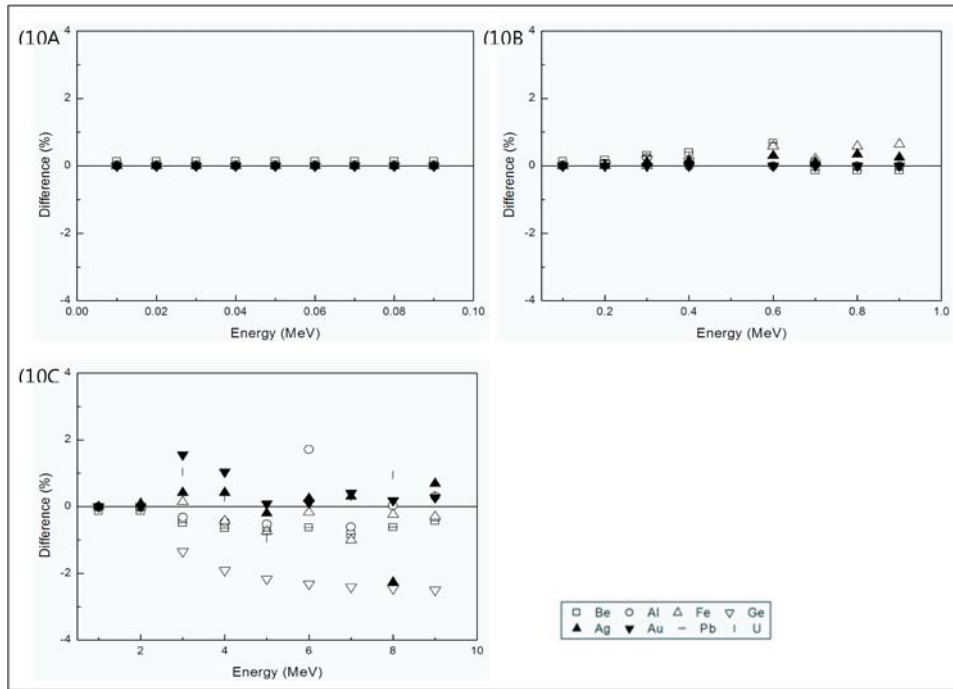 (10A
4
2
0
-2
-4
Difference (%)
0.00 0.02 0.04 0.06 0.08 0.10
Energy (MeV)
(10B
4
2
0
-2
-4
Difference (%)
0.2 0.4 0.6 0.8 1.0
Energy (MeV)
(10C
4
2
0
-2
-4
Difference (%)
2 4 6 8 10
Energy (MeV)
Be Al Fe Ge
Ag Au Pb U